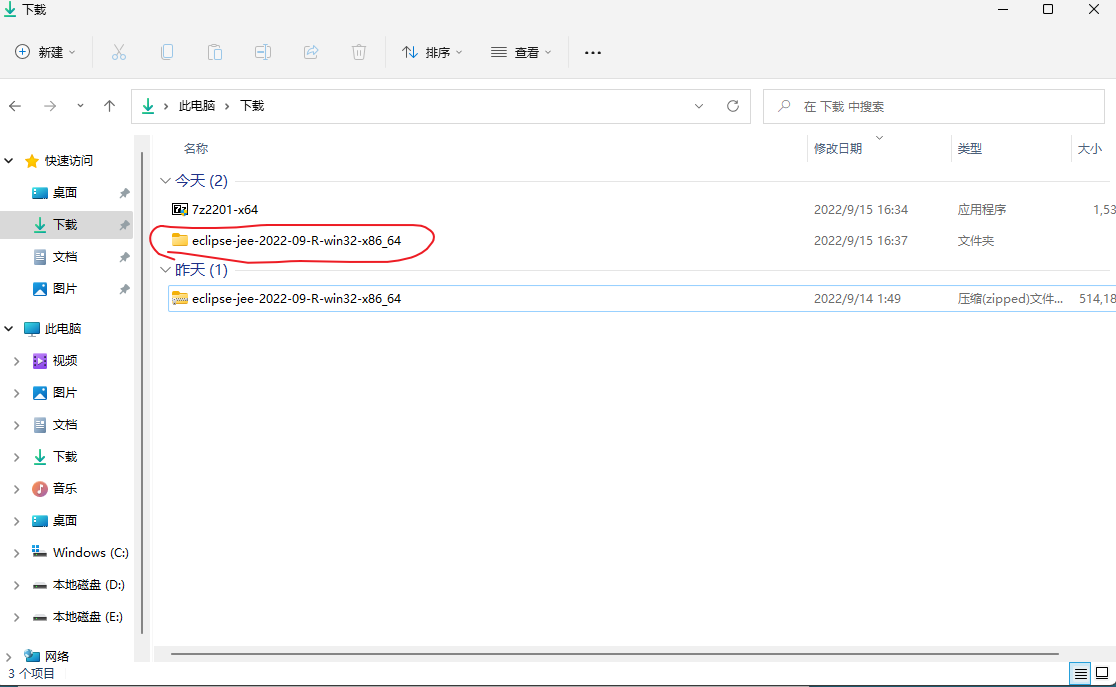 下载
新建
排序
查看
此电脑 > 下载
在 下载 中搜索
名称
修改日期
类型
大小
快速访问
桌面
下载
文档
图片
此电脑
视频
图片
文档
下载
音乐
桌面
Windows (C:)
本地磁盘 (D:)
本地磁盘 (E:)
网络
今天 (2)
7z2201-x64 2022/9/15 16:34 应用程序 1,53
eclipse-jee-2022-09-R-win32-x86_64 2022/9/15 16:37 文件夹
昨天 (1)
eclipse-jee-2022-09-R-win32-x86_64 2022/9/14 1:49 压缩(zipped)文件... 514,18
3 个项目